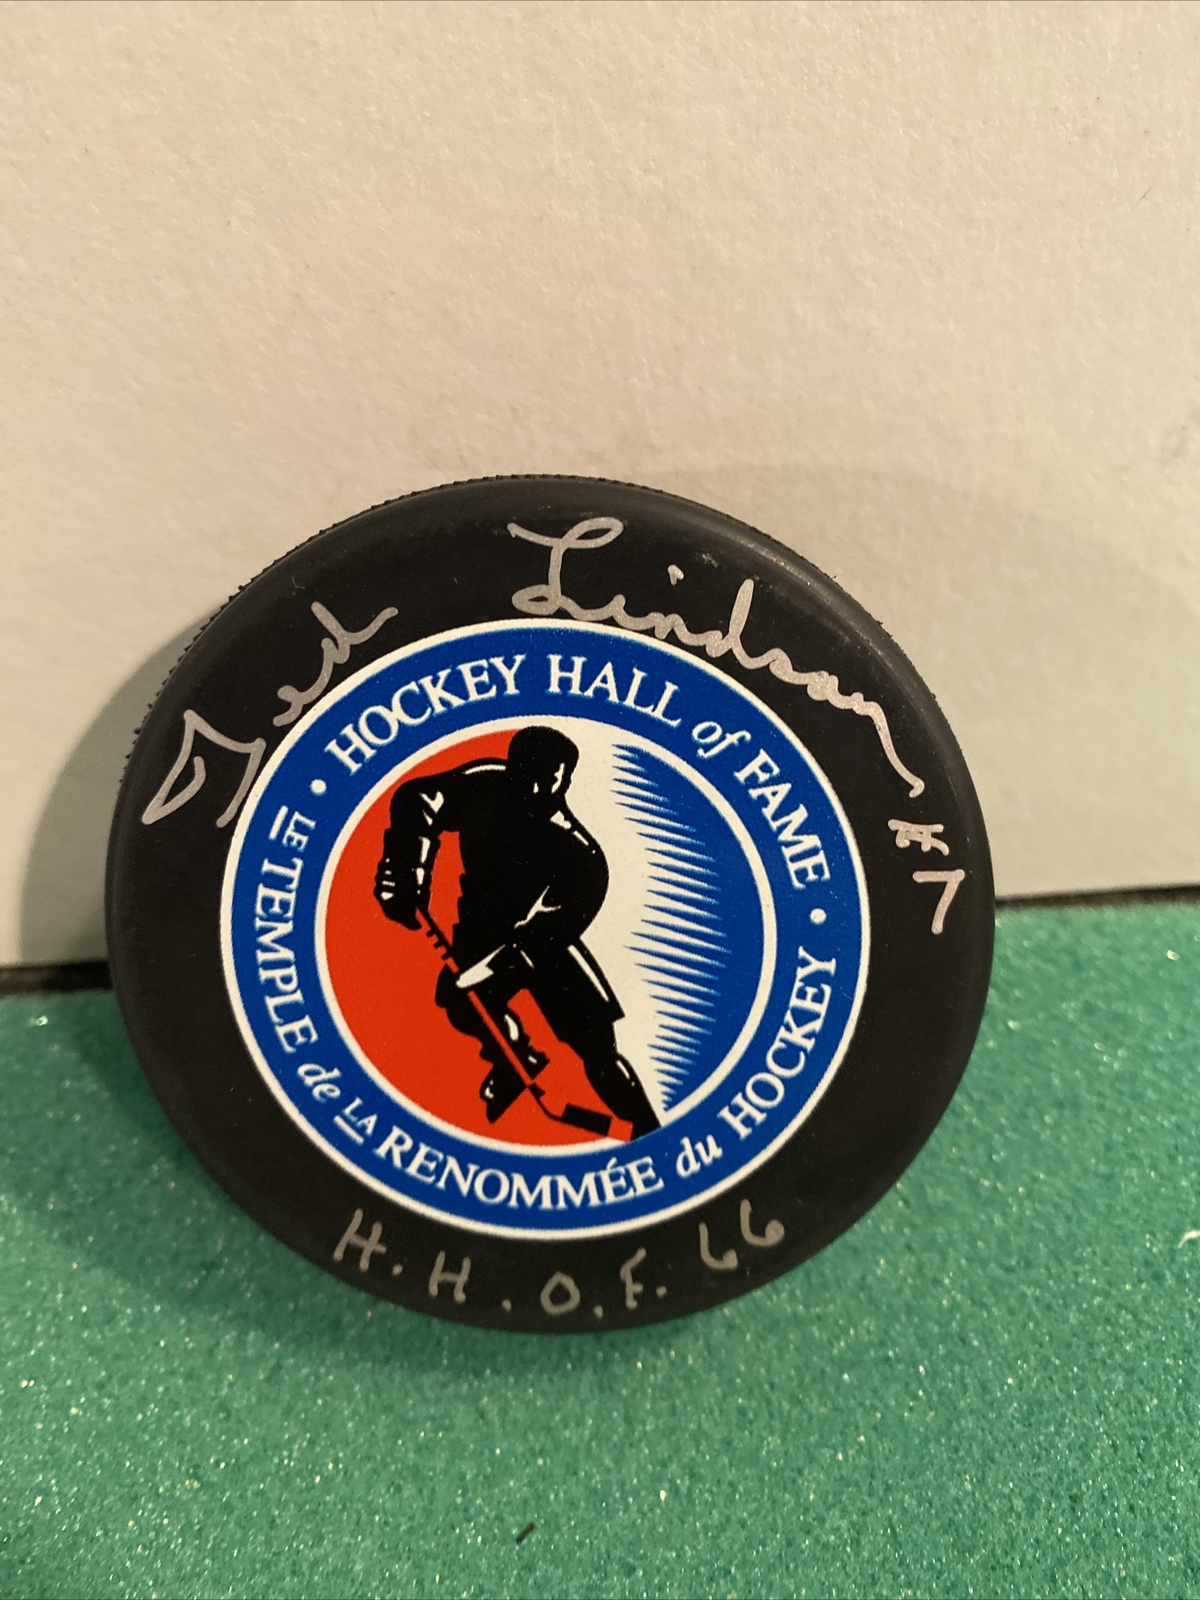 Ted Lindsay #7
HOCKEY HALL of FAME
LE TEMPLE de LA RENOMMÉE du HOCKEY
H.H.O.F. 66